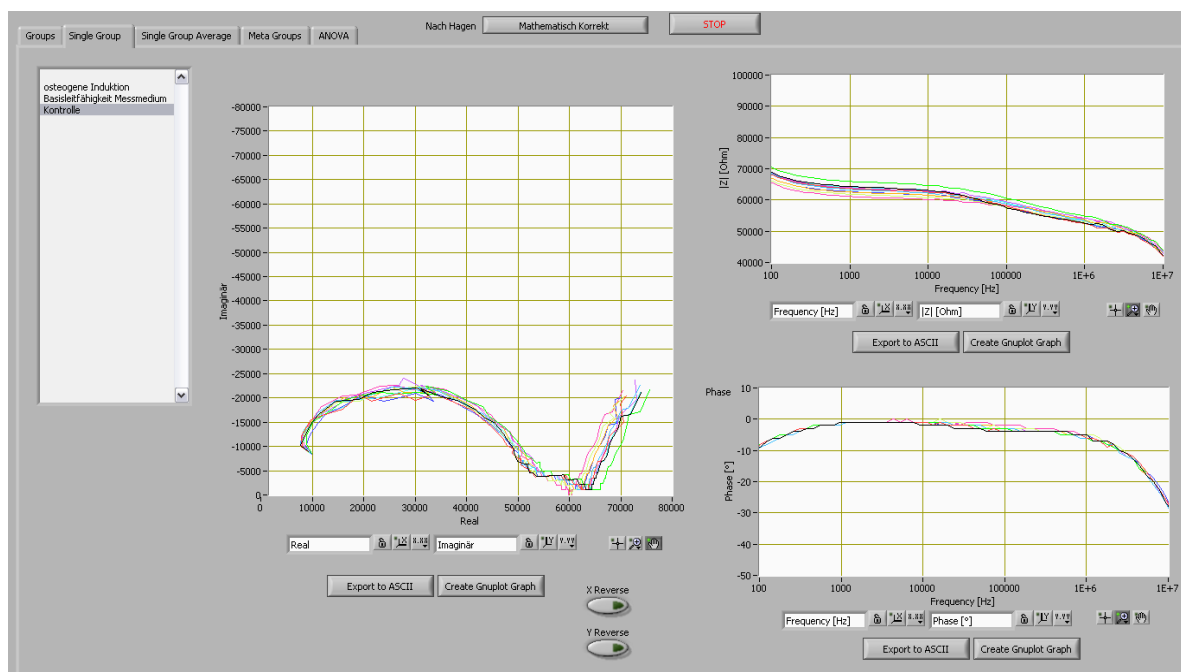 Nach Hagen Mathematisch Korrekt STOP
Groups Single Group Single Group Average Meta Groups ANOVA
osteogene Induktion
Basisleitfähigkeit Messmedium
Kontrolle
-80000
-75000
-70000
-65000
-60000
-55000
-50000
-45000
-40000
-35000
-30000
-25000
-20000
-15000
-10000
-5000
0
Imaginär
0 10000 20000 30000 40000 50000 60000 70000 80000
Real
Real Imaginär
Export to ASCII Create Gnuplot Graph
X Reverse
Y Reverse
100000
90000
80000
70000
60000
50000
40000
|Z| [Ohm]
100 1000 10000 100000 1E+6 1E+7
Frequency [Hz]
Frequency [Hz] |Z| [Ohm]
Export to ASCII Create Gnuplot Graph
Phase
10
0
-10
-20
-30
-40
-50
Phase [°]
100 1000 10000 100000 1E+6 1E+7
Frequency [Hz]
Frequency [Hz] Phase [°]
Export to ASCII Create Gnuplot Graph